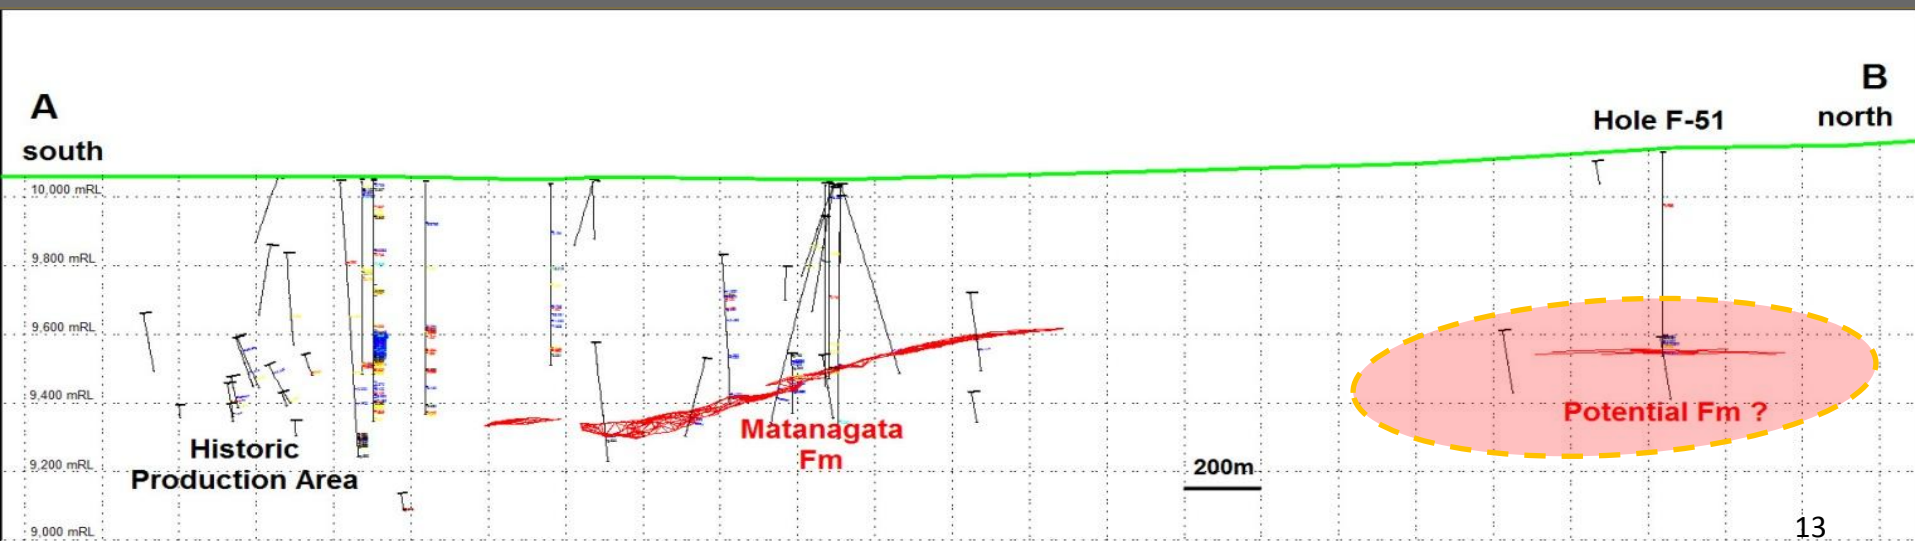 A
south
B
north
Hole F-51
10,000 mRL
9,800 mRL
9,600 mRL
9,400 mRL
9,200 mRL
9,000 mRL
Historic
Production Area
Matanagata
Fm
200m
Potential Fm ?
13